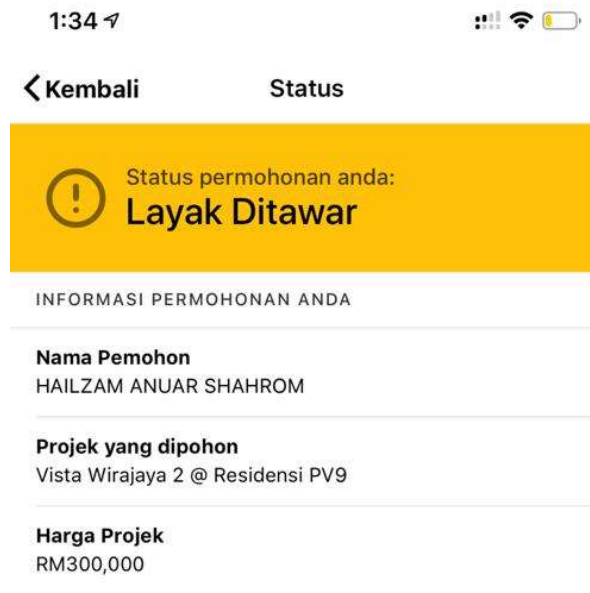 1:34
Kembali
Status
Status permohonan anda:
Layak Ditawar
INFORMASI PERMOHONAN ANDA
Nama Pemohon
HAILZAM ANUAR SHAHROM
Projek yang dipohon
Vista Wirajaya 2 @ Residensi PV9
Harga Projek
RM300,000